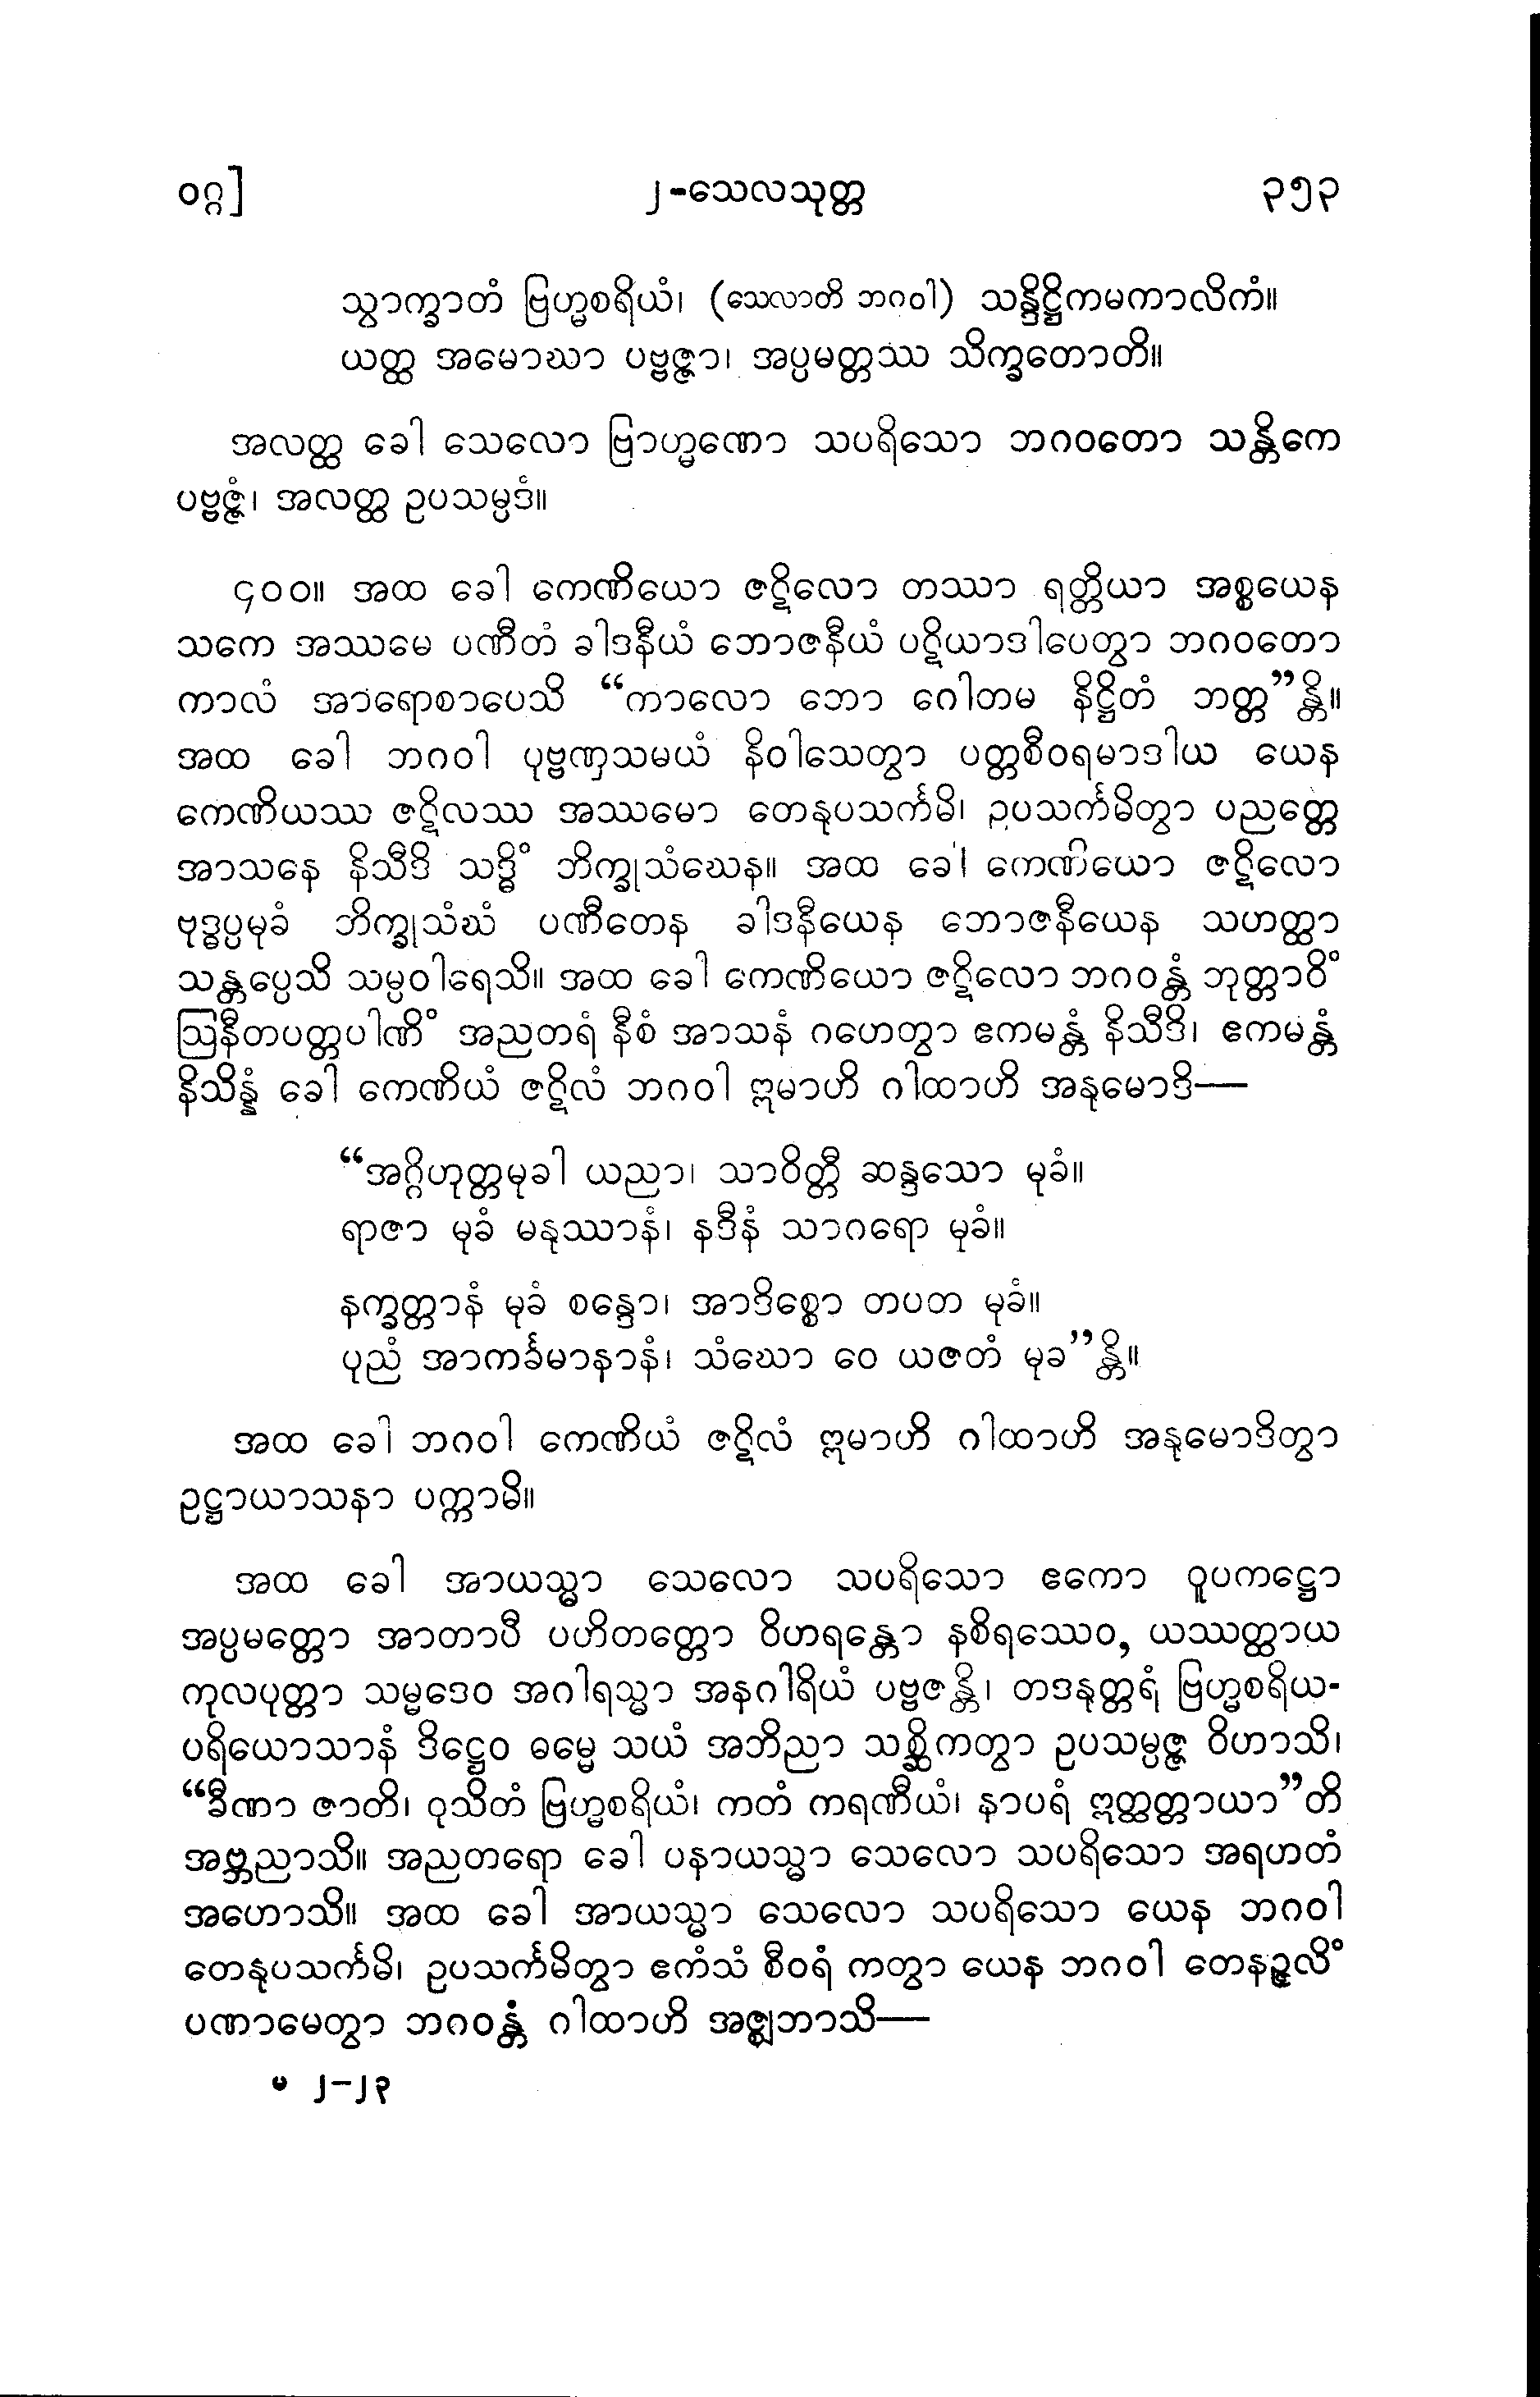 ဝဂ္ဂ] ၂-သေလသုတ္တ ၃၅၃
သွာက္ခာတံ ဗြဟ္မစရိယံ၊ (သေလာတိ ဘဂဝါ) သန္ဒိဋ္ဌိကမကာလိကံ။
ယတ္ထ အမောဃာ ပဗ္ဗဇ္ဇာ၊ အပ္ပမတ္တဿ သိက္ခတောတိ။
အလတ္ထ ခေါ သေလော ဗြာဟ္မဏော သပရိသော ဘဂဝတော သန္တိကေ
ပဗ္ဗဇ္ဇံ၊ အလတ္ထ ဥပသမ္ပဒံ။
၄၀၀။ အထ ခေါ ကေဏိယော ဇဋိလော တဿာ ရတ္တိယာ အစ္စယေန
သကေ အဿမေ ပဏီတံ ခါဒနီယံ ဘောဇနီယံ ပဋိယာဒါပေတွာ ဘဂဝတော
ကာလံ အာရောစာပေသိ “ကာလော ဘော ဂေါတမ နိဋ္ဌိတံ ဘတ္တ”န္တိ။
အထ ခေါ ဘဂဝါ ပုဗ္ဗဏှသမယံ နိဝါသေတွာ ပတ္တစီဝရမာဒါယ ယေန
ကေဏိယဿ ဇဋိလဿ အဿမော တေနုပသင်္ကမိ၊ ဥပသင်္ကမိတွာ ပညတ္တေ
အာသနေ နိသီဒိ သဒ္ဓိံ ဘိက္ခုသံဃေန။ အထ ခေါ ကေဏိယော ဇဋိလော
ဗုဒ္ဓပ္ပမုခံ ဘိက္ခုသံဃံ ပဏီတေန ခါဒနီယေန ဘောဇနီယေန သဟတ္ထာ
သန္တပ္ပေသိ သမ္ပဝါရေသိ။ အထ ခေါ ကေဏိယော ဇဋိလော ဘဂဝန္တံ ဘုတ္တာဝိံ
ဩနီတပတ္တပါဏိံ အညတရံ နီစံ အာသနံ ဂဟေတွာ ဧကမန္တံ နိသီဒိ၊ ဧကမန္တံ
နိသိန္နံ ခေါ ကေဏိယံ ဇဋိလံ ဘဂဝါ ဣမာဟိ ဂါထာဟိ အနုမောဒိ—
“အဂ္ဂိဟုတ္တမုခါ ယညာ၊ သာဝိတ္တီ ဆန္ဒသော မုခံ။
ရာဇာ မုခံ မနုဿာနံ၊ နဒီနံ သာဂရော မုခံ။
နက္ခတ္တာနံ မုခံ စန္ဒော၊ အာဒိစ္စော တပတ မုခံ။
ပုညံ အာကင်္ခမာနာနံ၊ သံဃော ဝေ ယဇတံ မုခ”န္တိ။
အထ ခေါ ဘဂဝါ ကေဏိယံ ဇဋိလံ ဣမာဟိ ဂါထာဟိ အနုမောဒိတွာ
ဥဋ္ဌာယာသနာ ပက္ကာမိ။
အထ ခေါ အာယသ္မာ သေလော သပရိသော ဧကော ဝူပကဋ္ဌော
အပ္ပမတ္တော အာတာပီ ပဟိတတ္တော ဝိဟရန္တော နစိရဿေဝ, ယဿတ္ထာယ
ကုလပုတ္တာ သမ္မဒေဝ အဂါရသ္မာ အနဂါရိယံ ပဗ္ဗဇန္တိ၊ တဒနုတ္တရံ ဗြဟ္မစရိယ-
ပရိယောသာနံ ဒိဋ္ဌေဝ ဓမ္မေ သယံ အဘိညာ သစ္ဆိကတွာ ဥပသမ္ပဇ္ဇ ဝိဟာသိ၊
“ခီဏာ ဇာတိ၊ ဝုသိတံ ဗြဟ္မစရိယံ၊ ကတံ ကရဏီယံ၊ နာပရံ ဣတ္ထတ္တာယာ”တိ
အဗ္ဘညာသိ။ အညတရော ခေါ ပနာယသ္မာ သေလော သပရိသော အရဟတံ
အဟောသိ။ အထ ခေါ အာယသ္မာ သေလော သပရိသော ယေန ဘဂဝါ
တေနုပသင်္ကမိ၊ ဥပသင်္ကမိတွာ ဧကံသံ စီဝရံ ကတွာ ယေန ဘဂဝါ တေနဉ္ဇလိံ
ပဏာမေတွာ ဘဂဝန္တံ ဂါထာဟိ အဇ္ဈဘာသိ—
မ ၂-၂၃